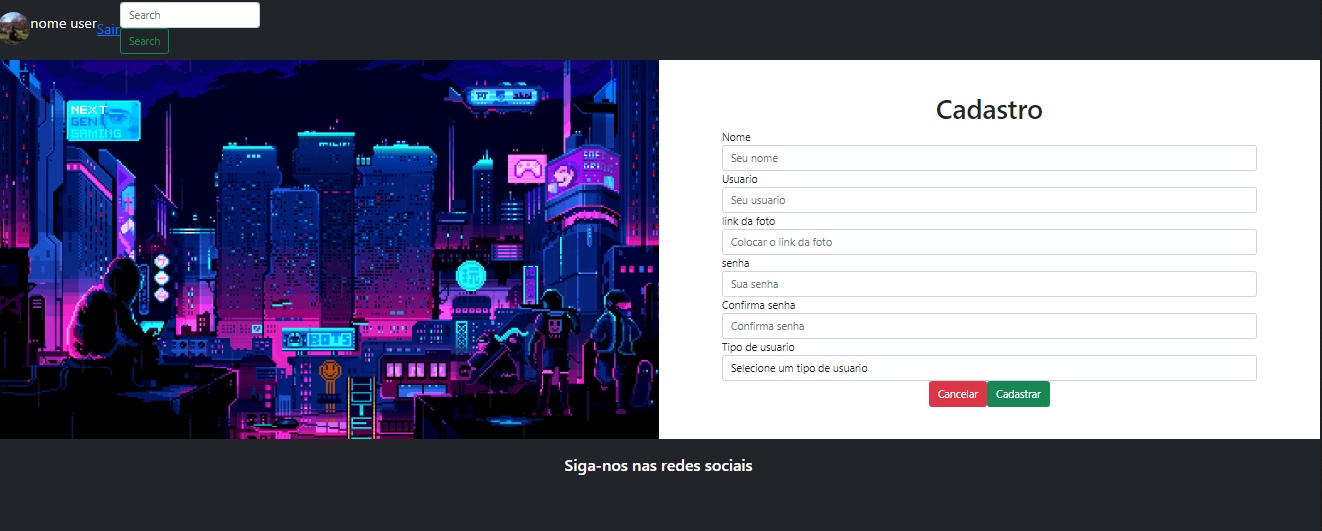 nome user
Sair
Search
Search
NEXT
GEN
GAMING
BOTS
HOTE
Cadastro
Nome
Seu nome
Usuario
Seu usuario
link da foto
Colocar o link da foto
senha
Sua senha
Confirma senha
Confirma senha
Tipo de usuario
Selecione um tipo de usuario
Cancelar
Cadastrar
Siga-nos nas redes sociais